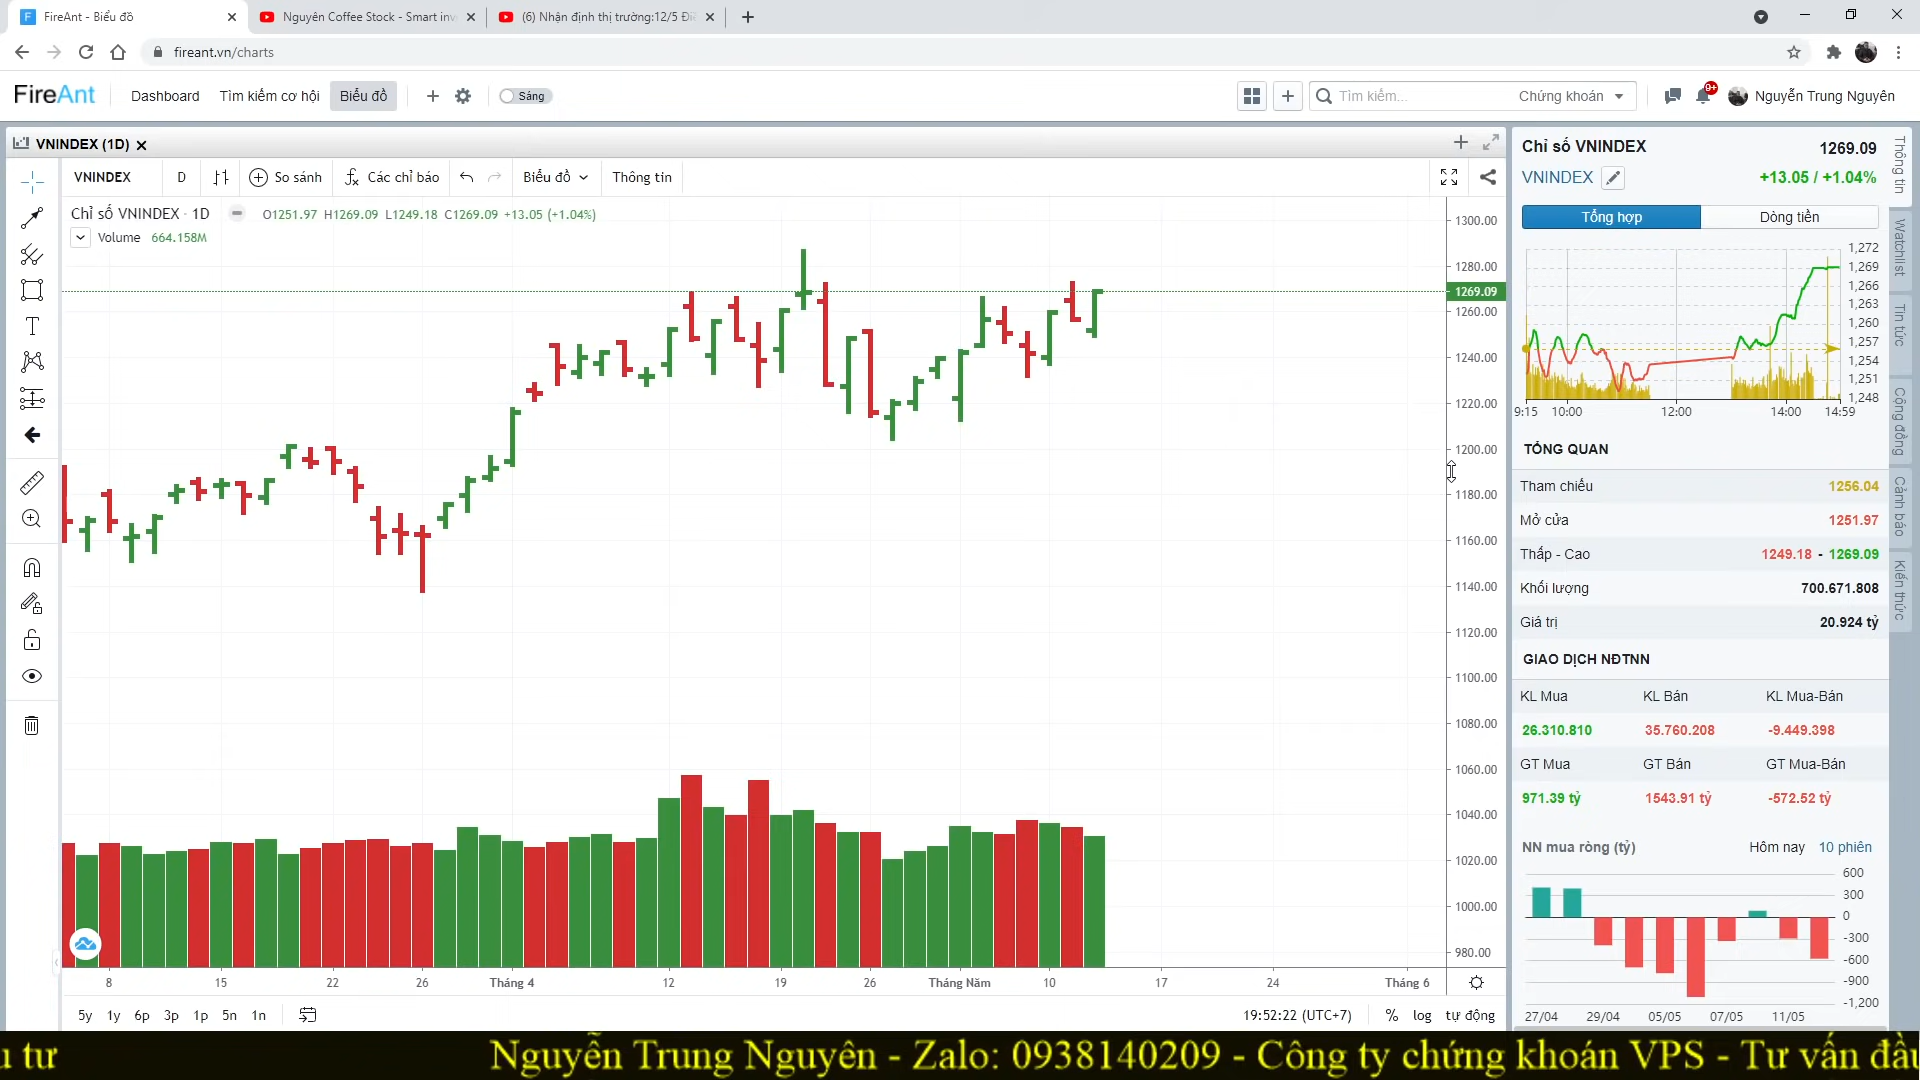 FireAnt - Biểu đồ
Nguyên Coffee Stock - Smart inv
(6) Nhận định thị trường:12/5 Đi
fireant.vn/charts
FireAnt
Dashboard
Tìm kiếm cơ hội
Biểu đồ
Sáng
Tìm kiếm...
Chứng khoán
9+
Nguyễn Trung Nguyên
VNINDEX (1D)
VNINDEX
D
So sánh
Các chỉ báo
Biểu đồ
Thông tin
Chỉ số VNINDEX · 1D
O1251.97 H1269.09 L1249.18 C1269.09 +13.05 (+1.04%)
Volume 664.158M
1300.00
1280.00
1269.09
1260.00
1240.00
1220.00
1200.00
1180.00
1160.00
1140.00
1120.00
1100.00
1080.00
1060.00
1040.00
1020.00
1000.00
980.00
8
15
22
26
Tháng 4
12
19
26
Tháng Năm
10
17
24
Tháng 6
5y
1y
6p
3p
1p
5n
1n
19:52:22 (UTC+7)
%
log
tự động
Chỉ số VNINDEX
1269.09
VNINDEX
+13.05 / +1.04%
Tổng hợp
Dòng tiền
1,272
1,269
1,266
1,263
1,260
1,257
1,254
1,251
1,248
9:15
10:00
12:00
14:00
14:59
TỔNG QUAN
Tham chiếu
1256.04
Mở cửa
1251.97
Thấp - Cao
1249.18 - 1269.09
Khối lượng
700.671.808
Giá trị
20.924 tỷ
GIAO DỊCH NĐTNN
KL Mua
KL Bán
KL Mua-Bán
26.310.810
35.760.208
-9.449.398
GT Mua
GT Bán
GT Mua-Bán
971.39 tỷ
1543.91 tỷ
-572.52 tỷ
NN mua ròng (tỷ)
Hôm nay
10 phiên
600
300
0
-300
-600
-900
-1,200
27/04
29/04
05/05
07/05
11/05
Thông tin
Watchlist
Tin tức
Cộng đồng
Cảnh báo
Kiến thức
u tư
Nguyễn Trung Nguyên - Zalo: 0938140209 - Công ty chứng khoán VPS - Tư vấn đầu